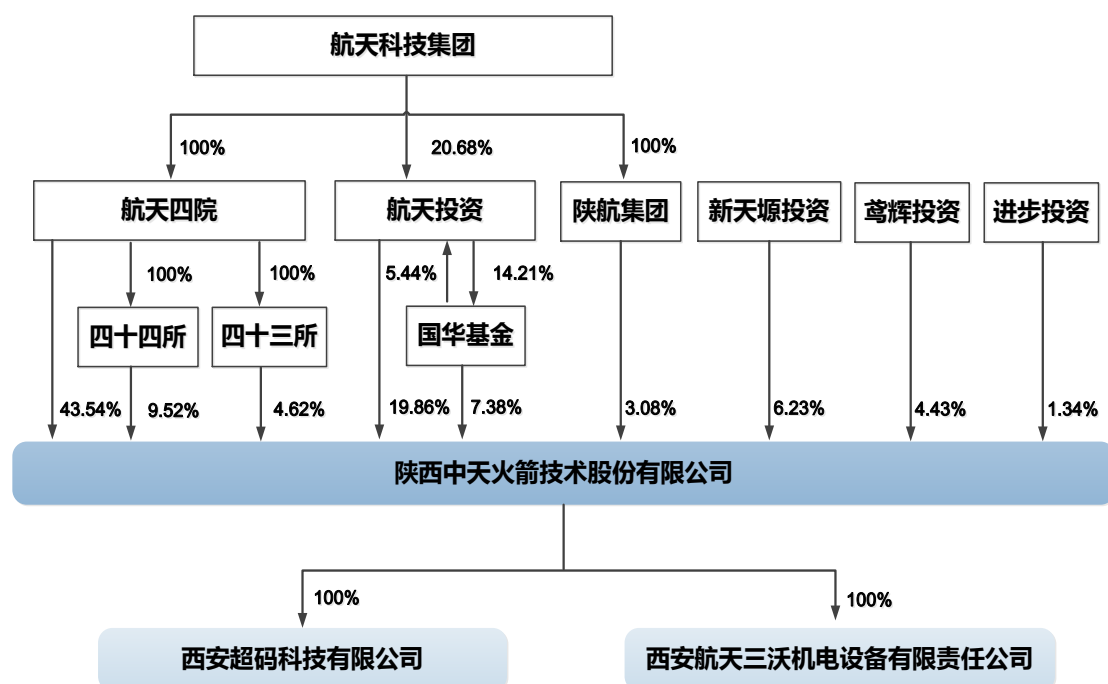 航天科技集团
100%
20.68%
100%
航天四院
航天投资
陕航集团
新天塬投资
鸢辉投资
进步投资
100%
100%
5.44%
14.21%
四十四所
四十三所
国华基金
43.54%
9.52%
4.62%
19.86%
7.38%
3.08%
6.23%
4.43%
1.34%
陕西中天火箭技术股份有限公司
100%
100%
西安超码科技有限公司
西安航天三沃机电设备有限责任公司